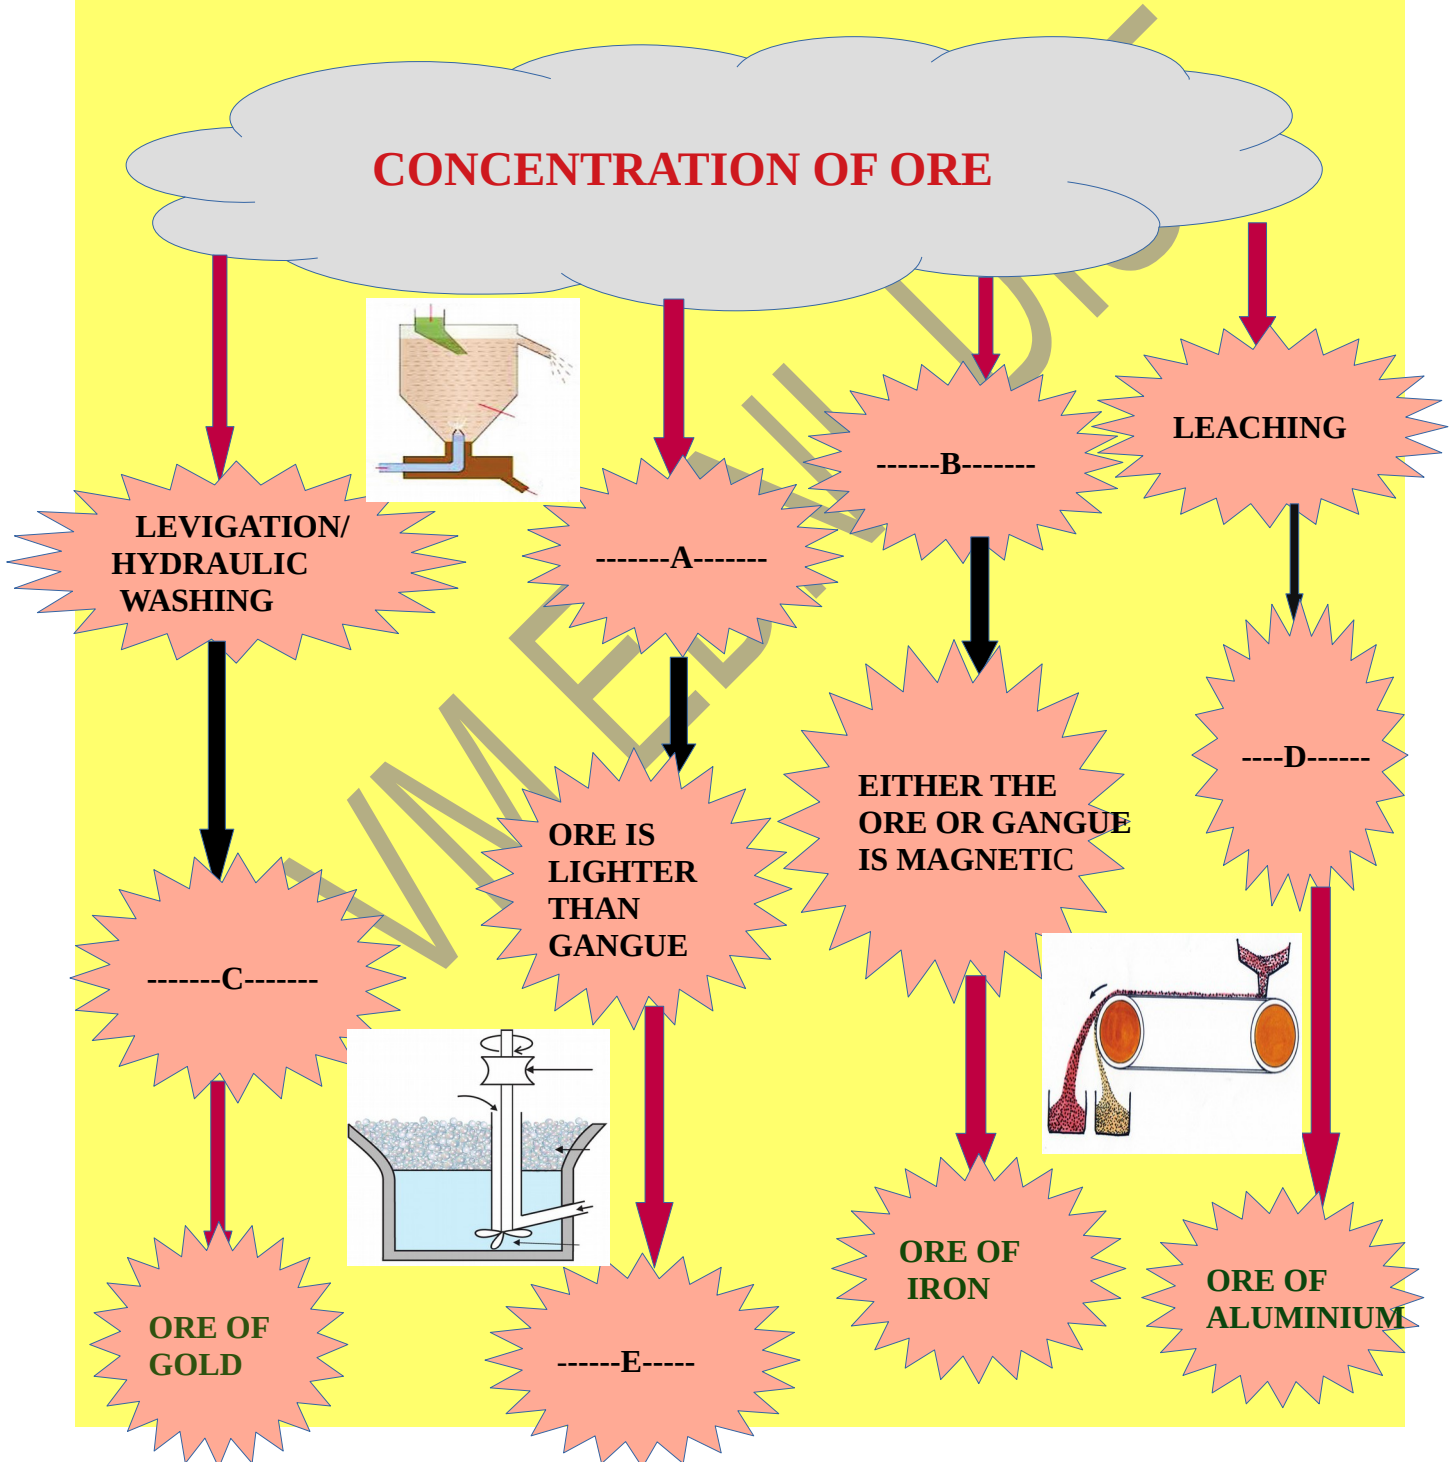 CONCENTRATION OF ORE
LEVIGATION/
HYDRAULIC
WASHING
-------A-------
------B-------
LEACHING
-------C-------
ORE IS
LIGHTER
THAN
GANGUE
EITHER THE
ORE OR GANGUE
IS MAGNETIC
----D------
ORE OF
GOLD
------E-----
ORE OF
IRON
ORE OF
ALUMINIUM